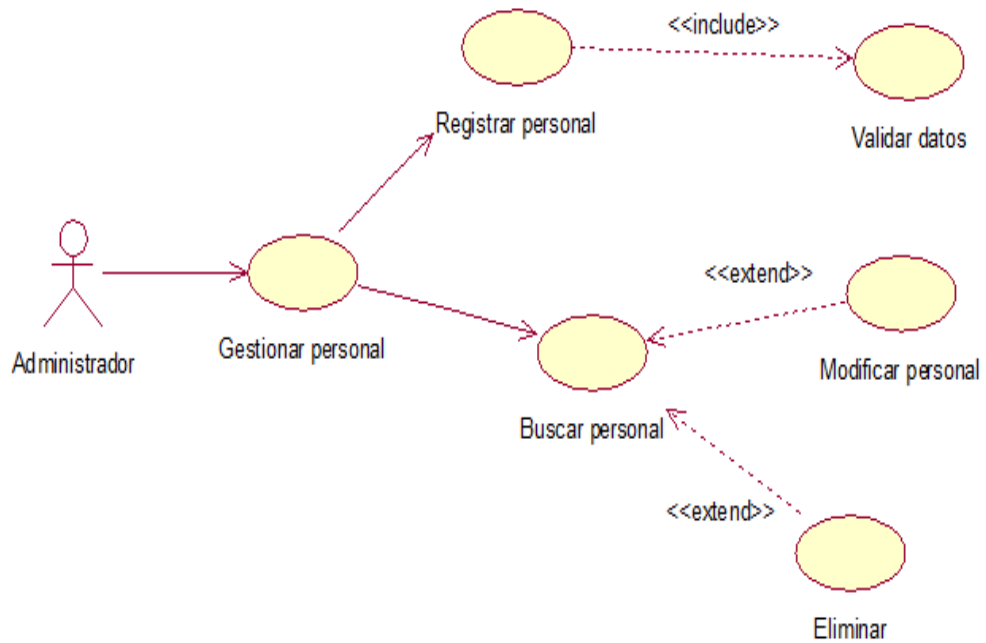 <<include>>
Registrar personal
Validar datos
<<extend>>
Administrador
Gestionar personal
Modificar personal
Buscar personal
<<extend>>
Eliminar